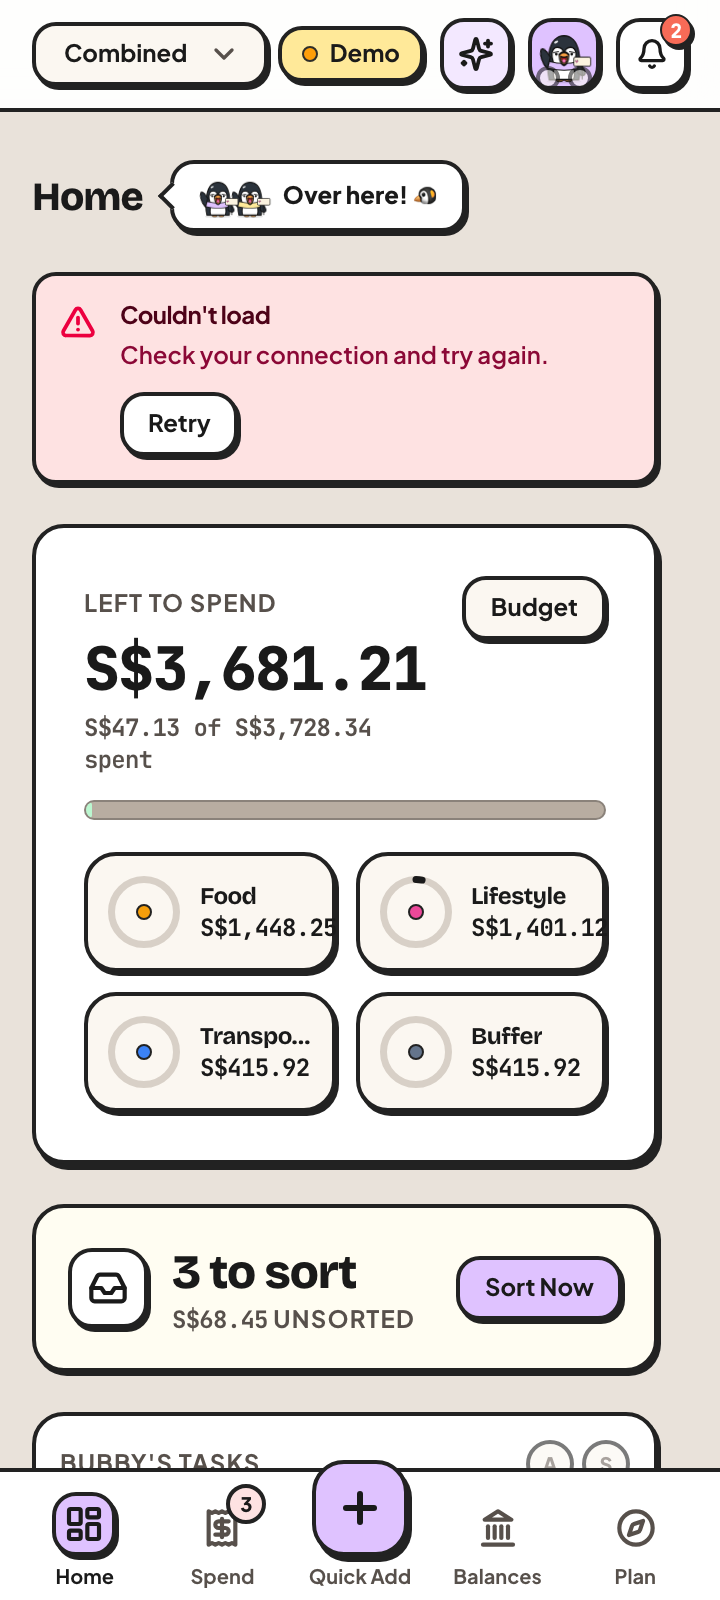 Combined
Demo
2
Home
Over here!
Couldn't load
Check your connection and try again.
Retry
LEFT TO SPEND
Budget
S$3,681.21
S$47.13 of S$3,728.34
spent
Food
S$1,448.25
Lifestyle
S$1,401.12
Transpo...
S$415.92
Buffer
S$415.92
3 to sort
S$68.45 UNSORTED
Sort Now
BUBBY'S TASKS
A
S
3
Home
Spend
Quick Add
Balances
Plan